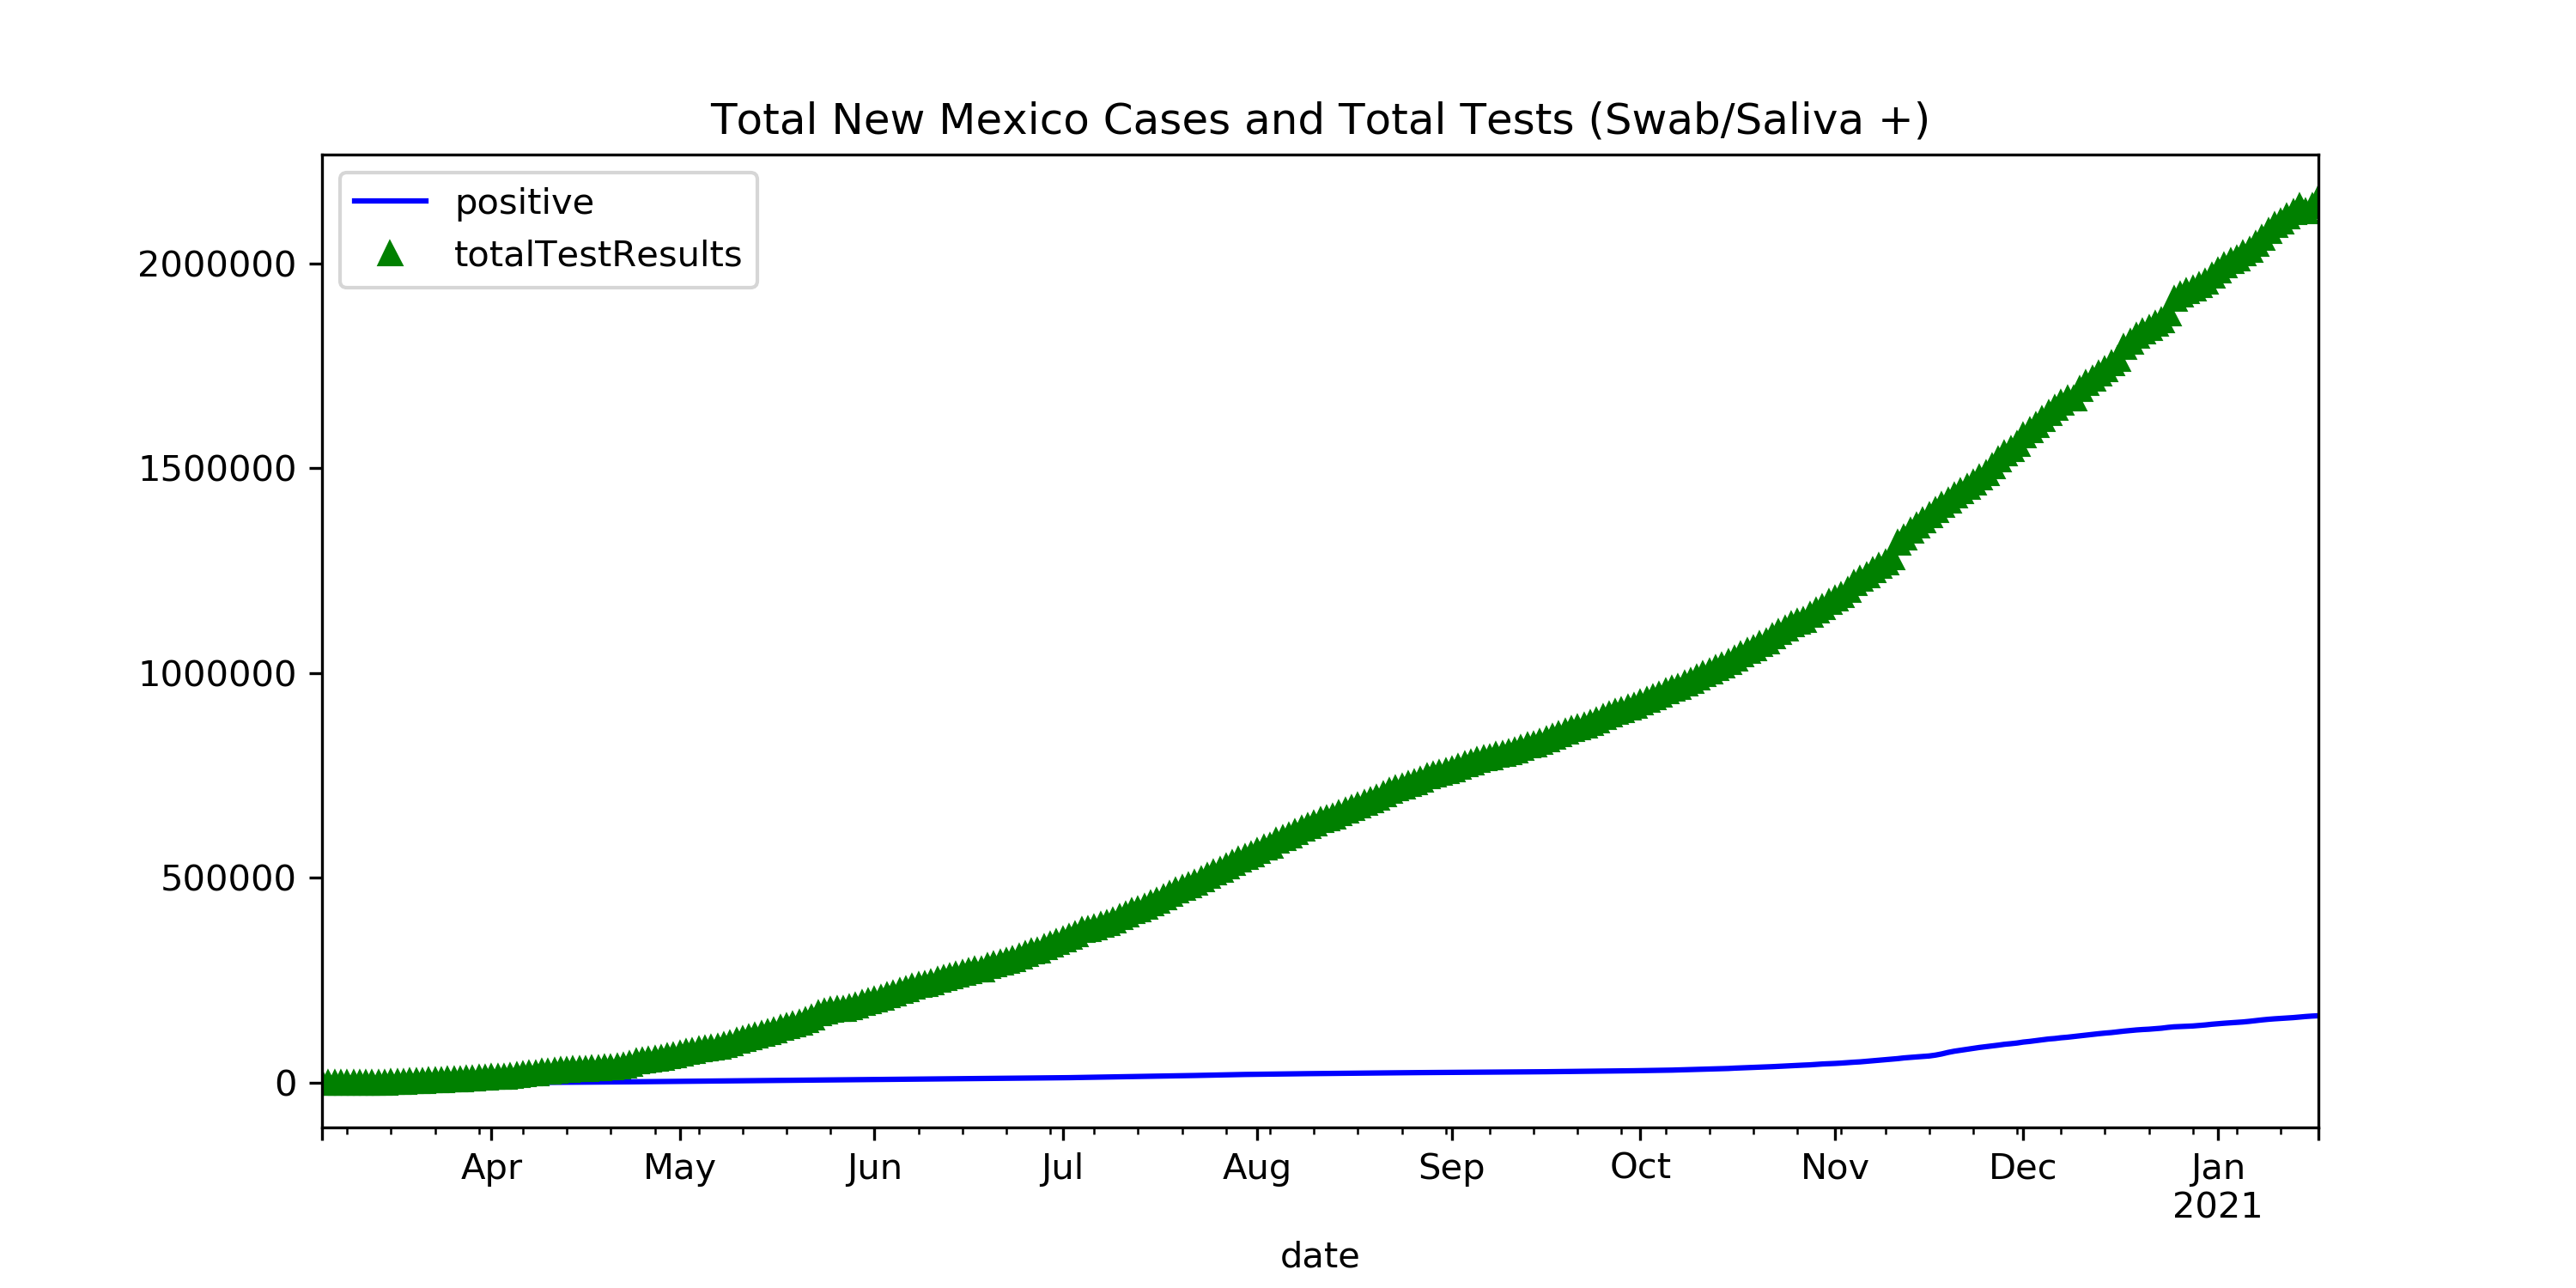 Total New Mexico Cases and Total Tests (Swab/Saliva +)
positive
totalTestResults
2000000
1500000
1000000
500000
0
Apr May Jun Jul Aug Sep Oct Nov Dec Jan
2021
date